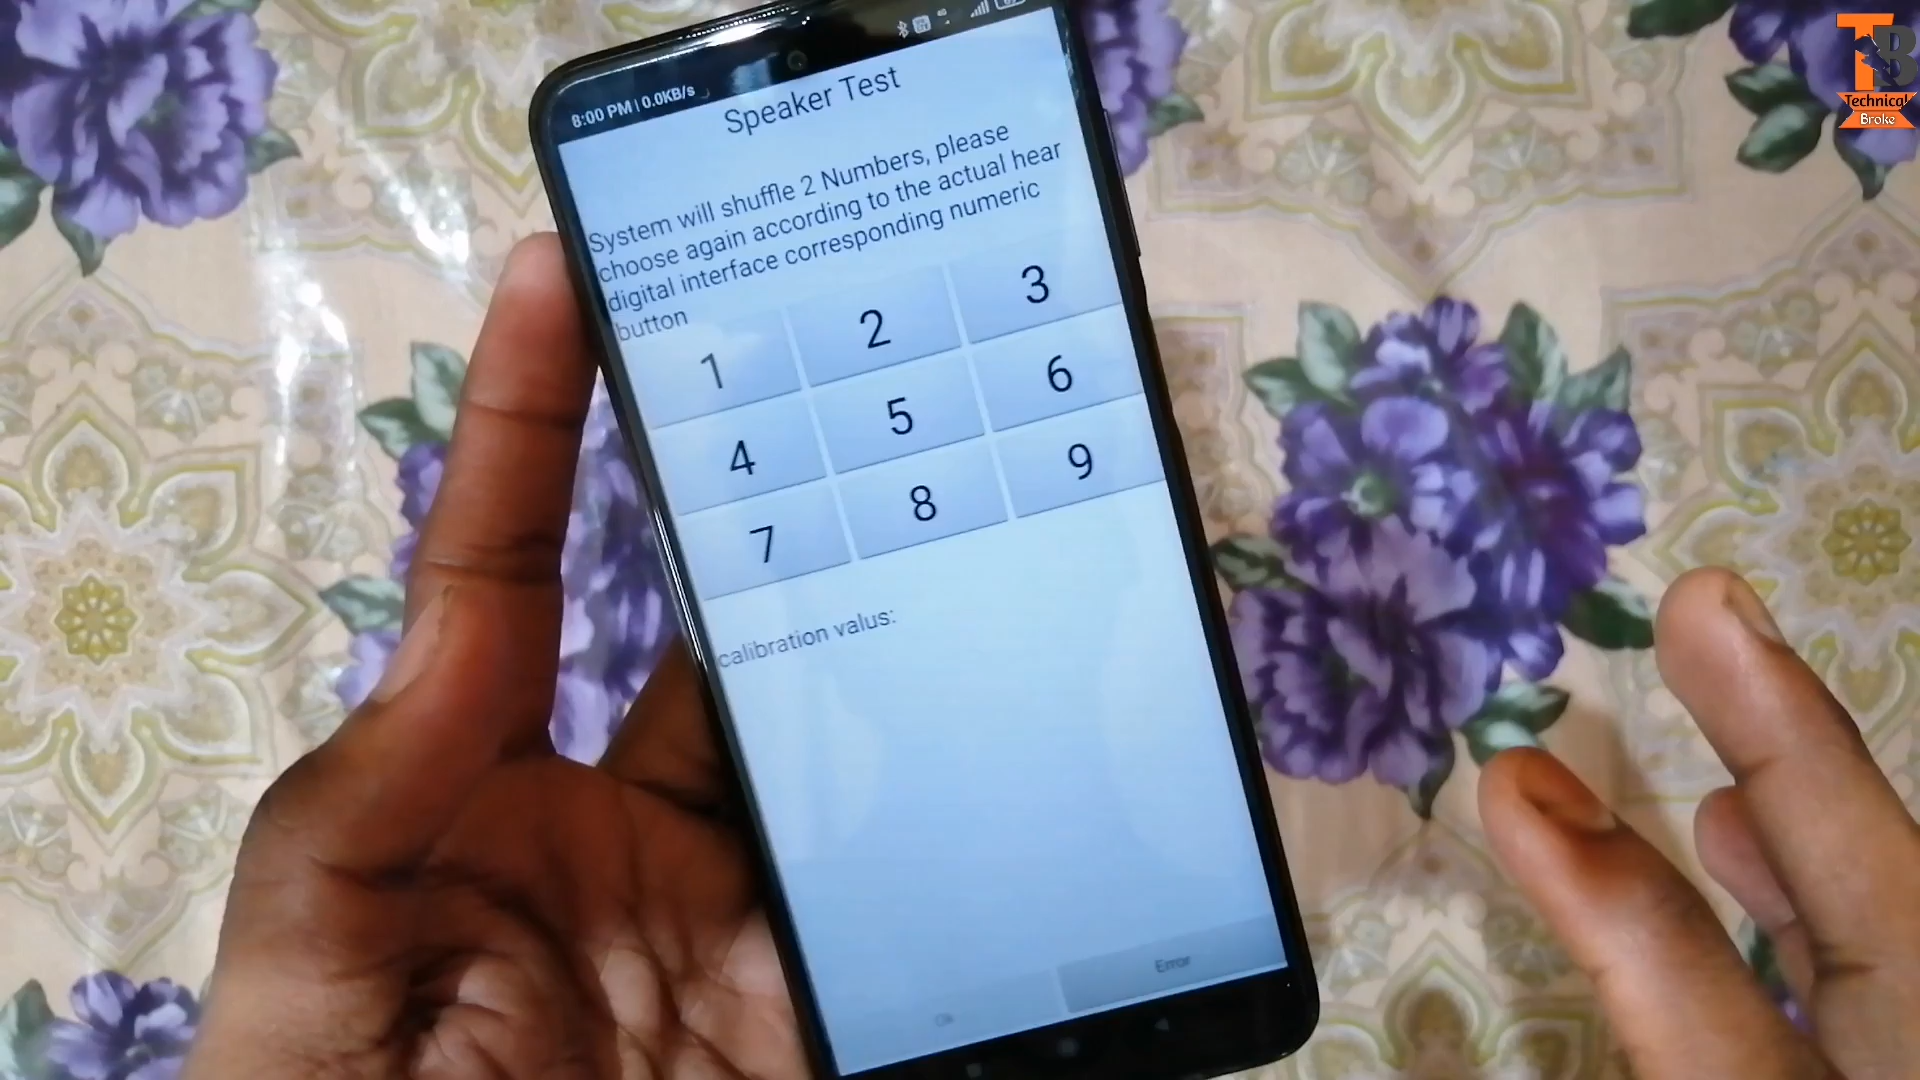 8:00 PM | 0.0KB/s
Speaker Test
System will shuffle 2 Numbers, please
choose again according to the actual hear
digital interface corresponding numeric
button
1 2 3
4 5 6
7 8 9
calibration valus:
Ok
Error
TB
Technical
Broke